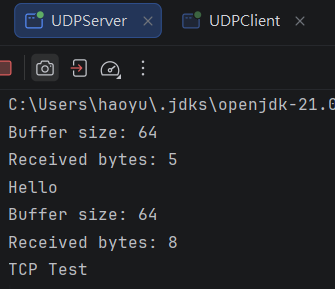 UDPServer
UDPClient
C:\Users\haoyu\.jdks\openjdk-21.0
Buffer size: 64
Received bytes: 5
Hello
Buffer size: 64
Received bytes: 8
TCP Test